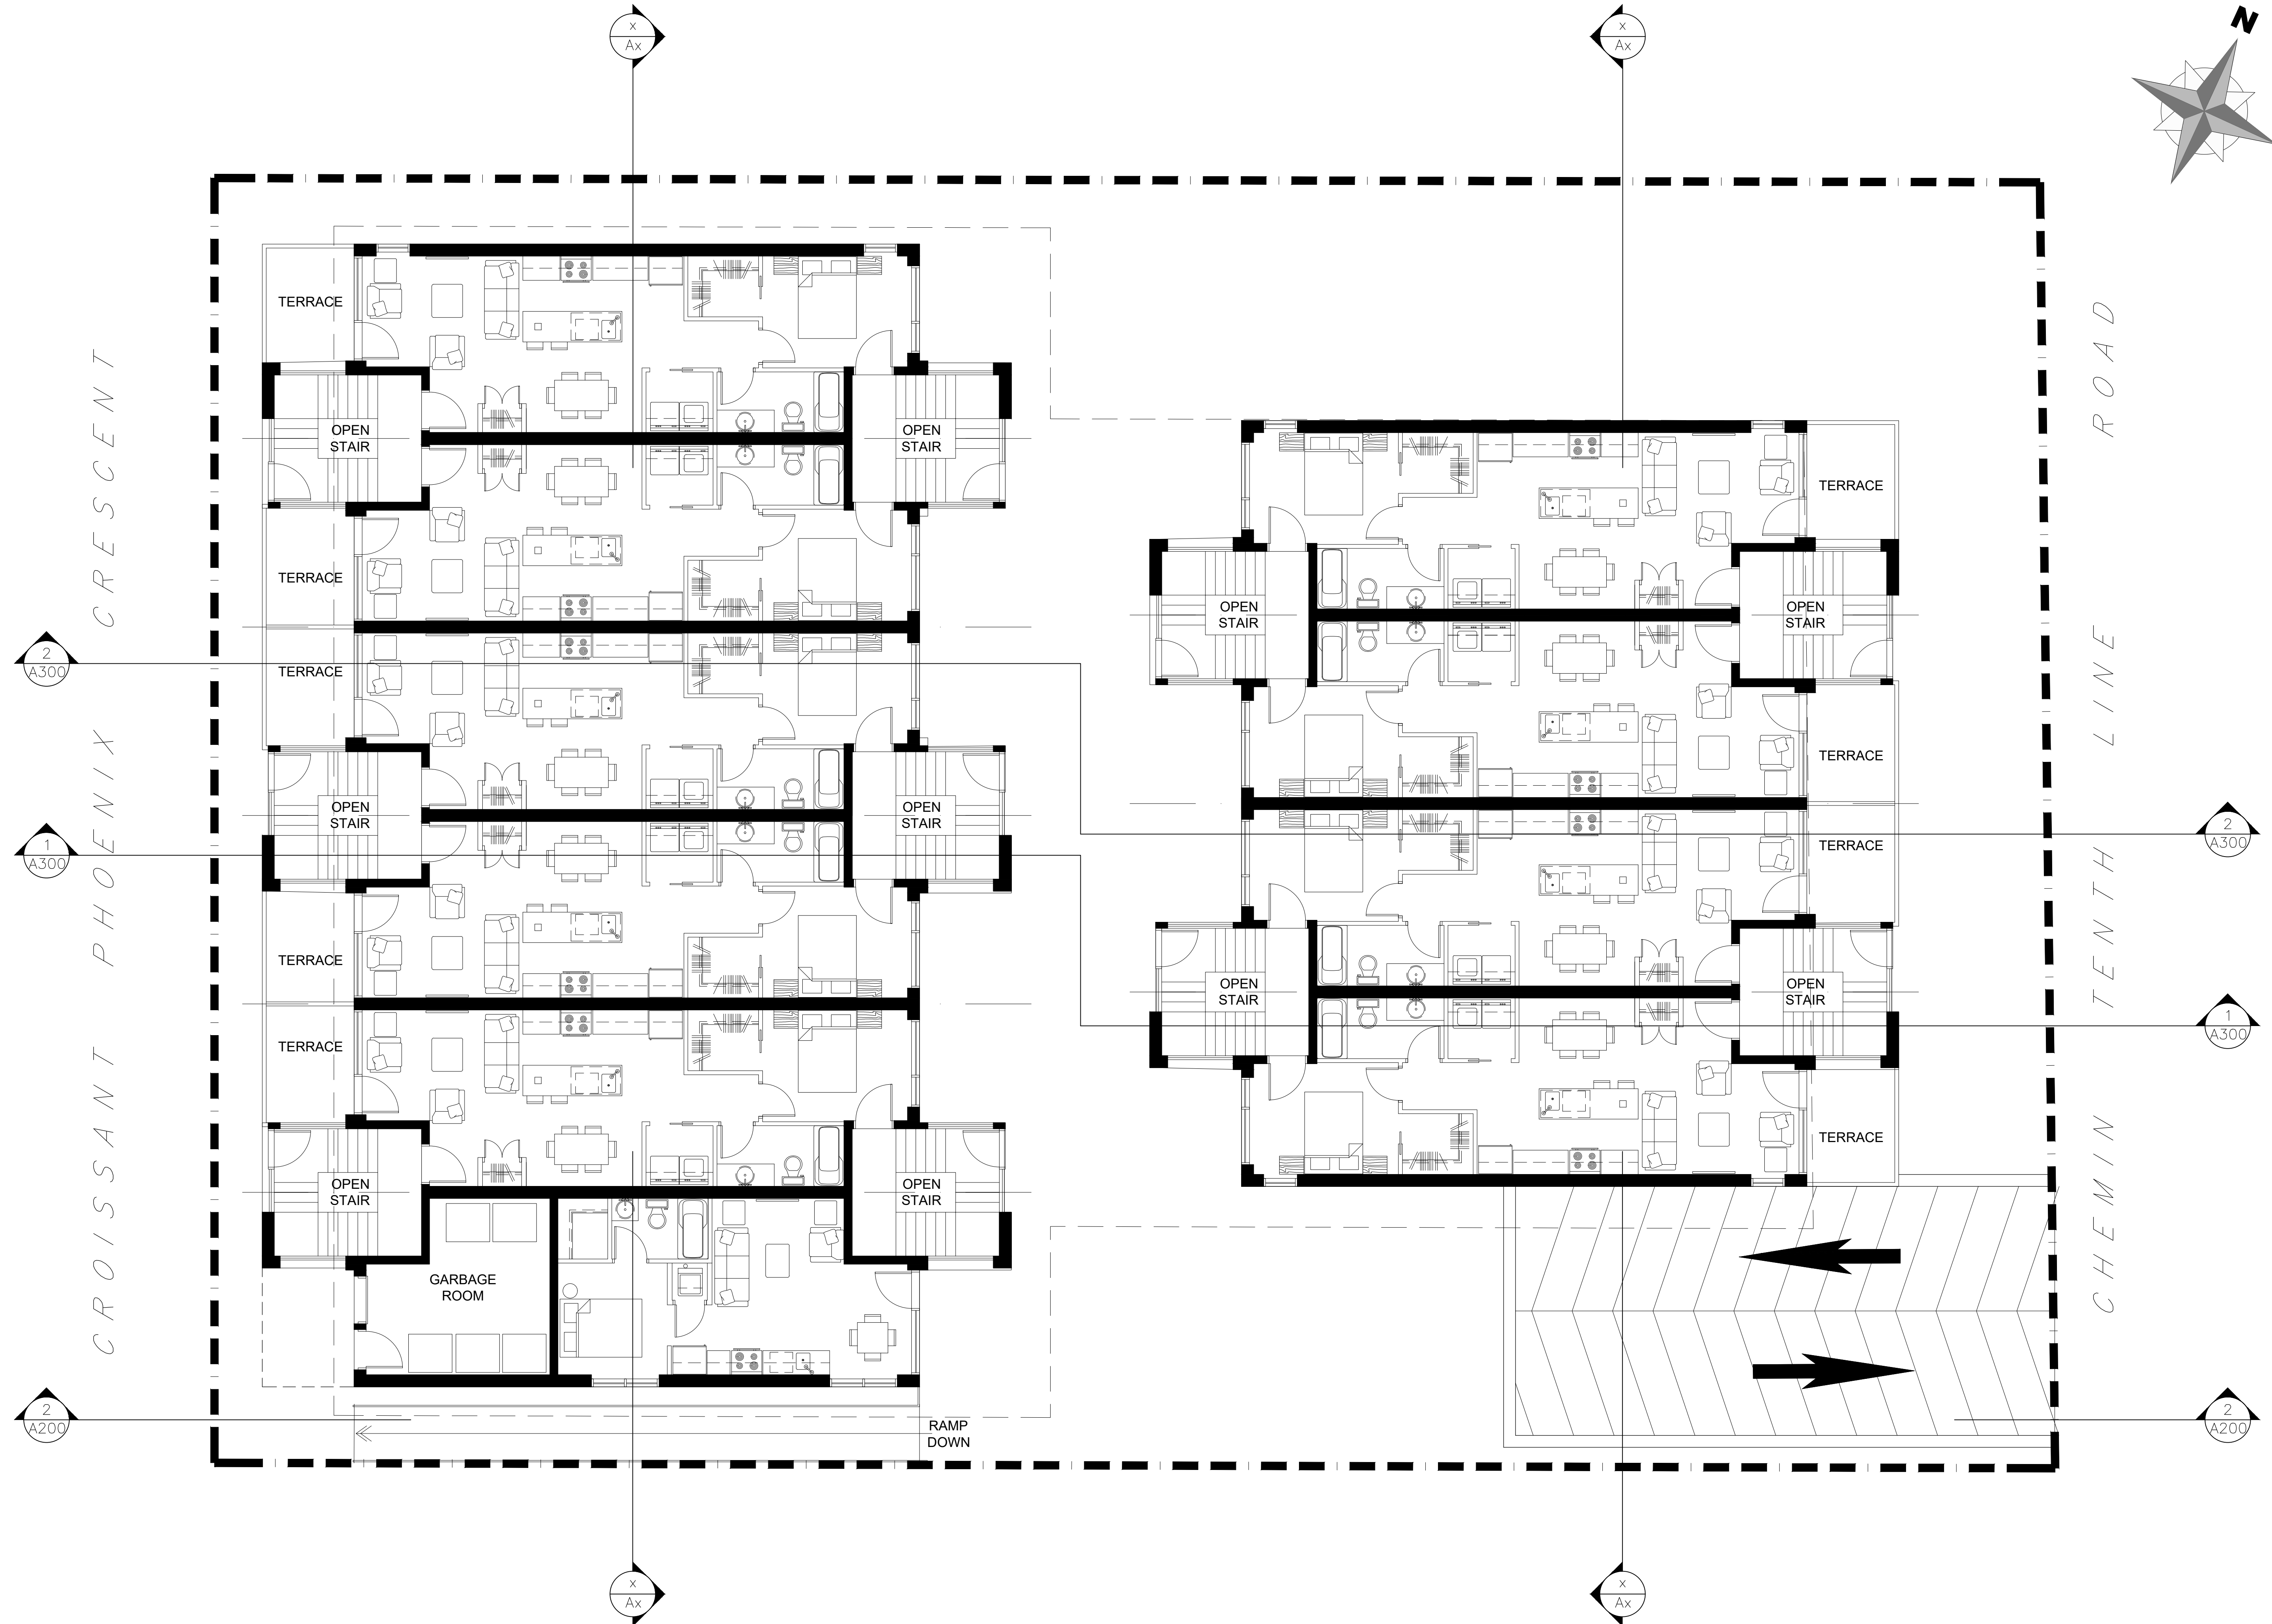 x
Ax
x
Ax
N
TERRACE
OPEN
STAIR
OPEN
STAIR
TERRACE
TERRACE
OPEN
STAIR
OPEN
STAIR
TERRACE
TERRACE
OPEN
STAIR
OPEN
STAIR
GARBAGE
ROOM
RAMP
DOWN
TERRACE
OPEN
STAIR
OPEN
STAIR
TERRACE
TERRACE
OPEN
STAIR
OPEN
STAIR
TERRACE
CROISSANT PHOENIX CRESCENT
CHEMIN TENTH LINE ROAD
2
A300
1
A300
2
A200
2
A300
1
A300
2
A200
x
Ax
x
Ax